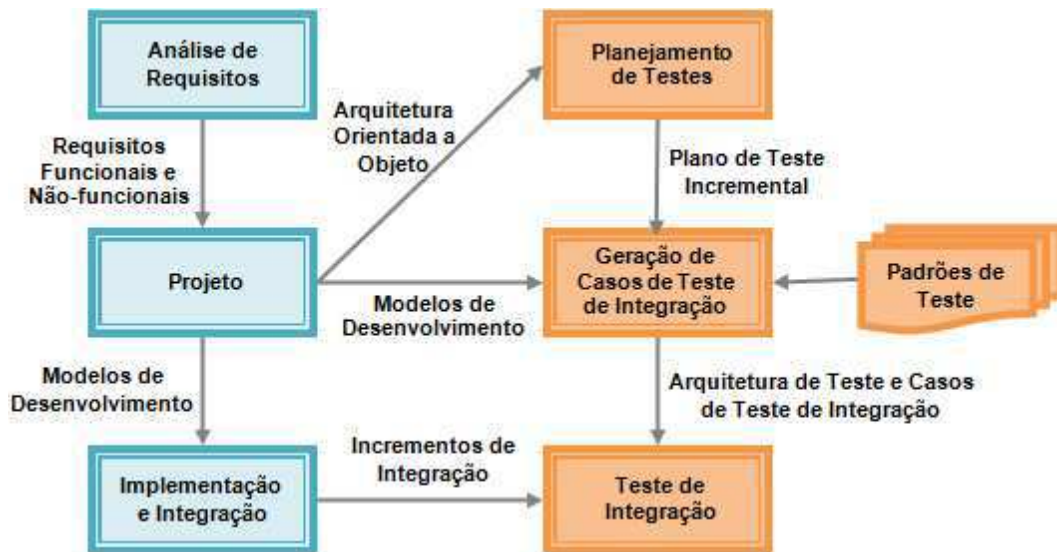 Análise de
Requisitos
Planejamento
de Testes
Arquitetura
Orientada a
Objeto
Requisitos
Funcionais e
Não-funcionais
Plano de Teste
Incremental
Projeto
Geração de
Casos de Teste
de Integração
Padrões de
Teste
Modelos de
Desenvolvimento
Modelos de
Desenvolvimento
Arquitetura de Teste e Casos
de Teste de Integração
Incrementos de
Integração
Implementação
e Integração
Teste de
Integração